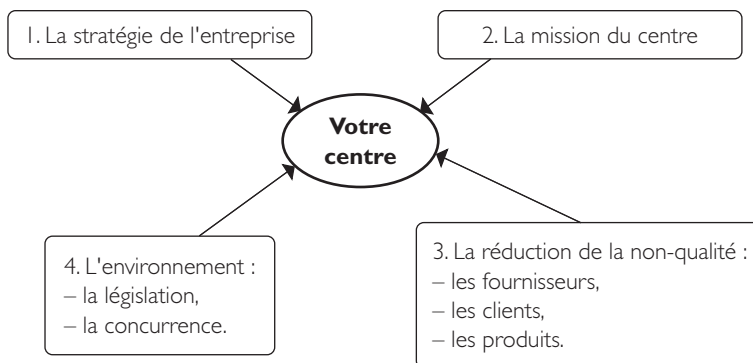 1. La stratégie de l'entreprise
2. La mission du centre
Votre
centre
4. L'environnement :
– la législation,
– la concurrence.
3. La réduction de la non-qualité :
– les fournisseurs,
– les clients,
– les produits.